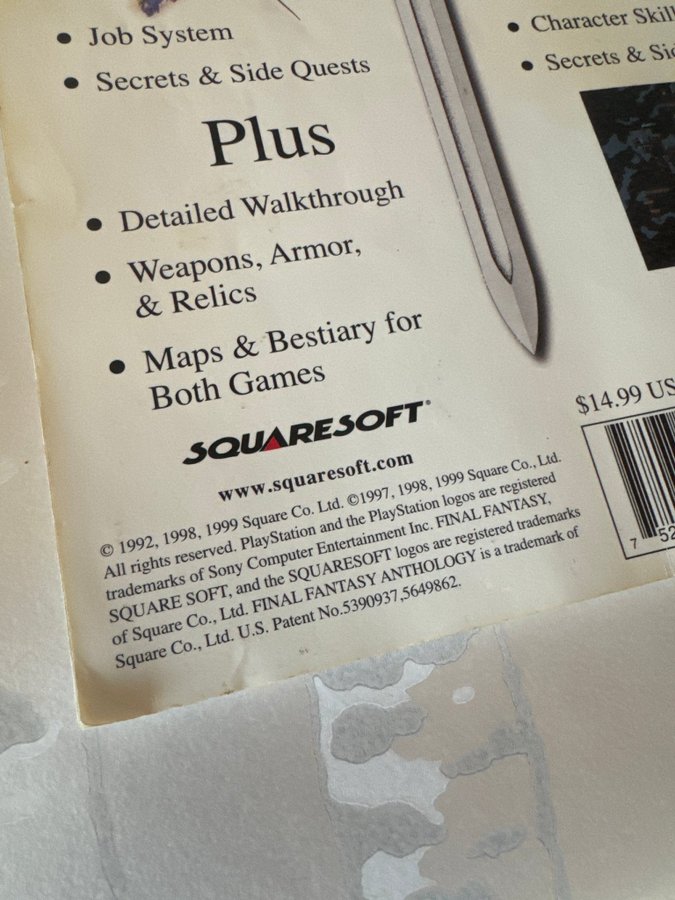 • Job System
• Secrets & Side Quests
Plus
• Detailed Walkthrough
• Weapons, Armor,
& Relics
• Maps & Bestiary for
Both Games
SQUARESOFT®
www.squaresoft.com
© 1992, 1998, 1999 Square Co. Ltd. ©1997, 1998, 1999 Square Co., Ltd.
All rights reserved. PlayStation and the PlayStation logos are registered
trademarks of Sony Computer Entertainment Inc. FINAL FANTASY,
SQUARE SOFT, and the SQUARESOFT logos are registered trademarks
of Square Co., Ltd. FINAL FANTASY ANTHOLOGY is a trademark of
Square Co., Ltd. U.S. Patent No.5390937,5649862.
• Character
• Secrets &
$14.99 US
7 52